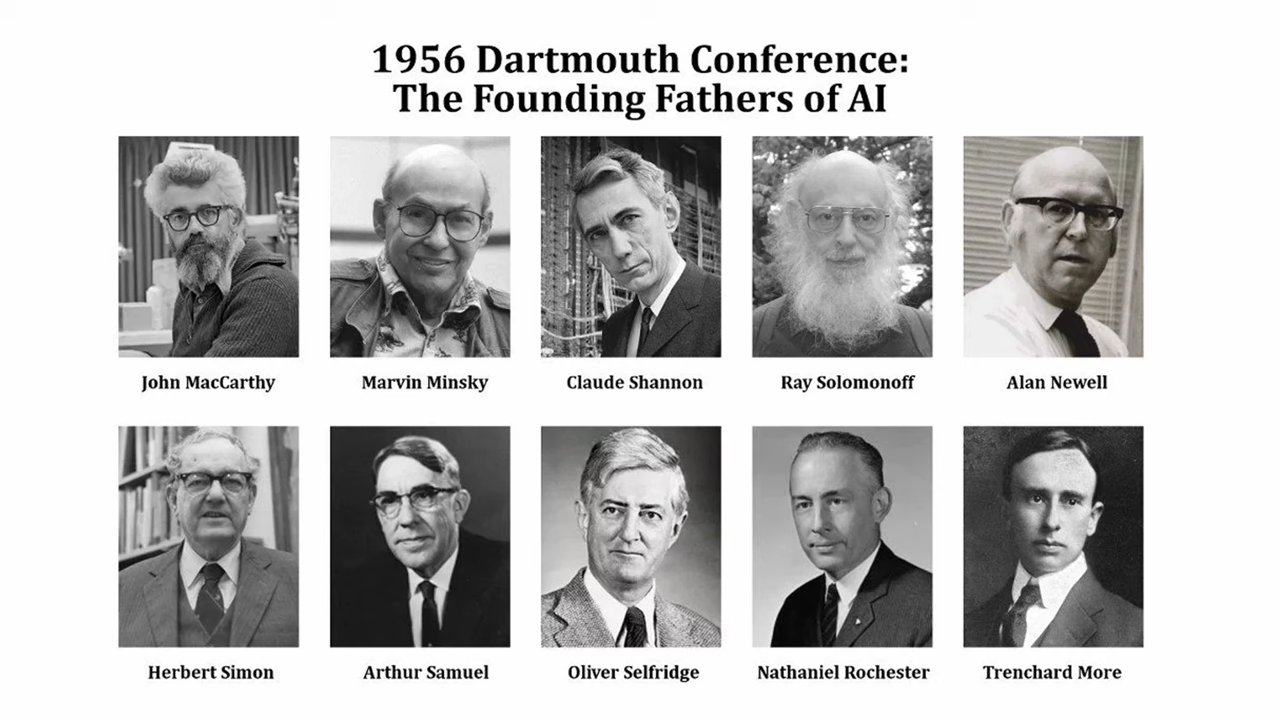 1956 Dartmouth Conference:
The Founding Fathers of AI
John MacCarthy
Marvin Minsky
Claude Shannon
Ray Solomonoff
Alan Newell
Herbert Simon
Arthur Samuel
Oliver Selfridge
Nathaniel Rochester
Trenchard More